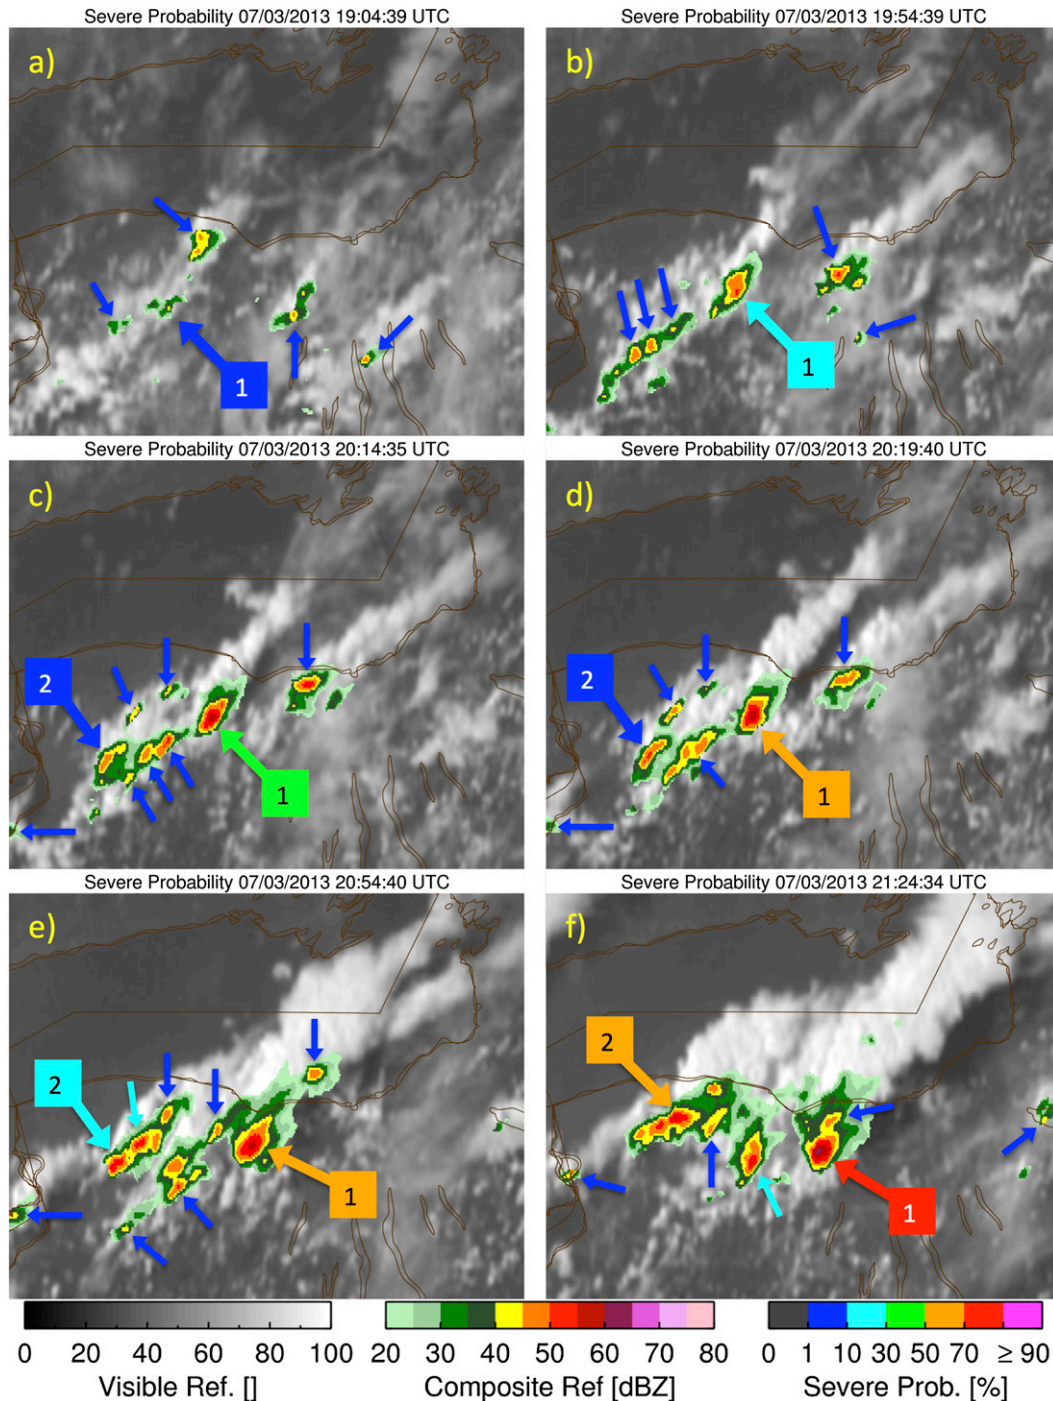 Severe Probability 07/03/2013 19:04:39 UTC
Severe Probability 07/03/2013 19:54:39 UTC
a)
b)
1
1
Severe Probability 07/03/2013 20:14:35 UTC
Severe Probability 07/03/2013 20:19:40 UTC
c)
d)
2
2
1
1
Severe Probability 07/03/2013 20:54:40 UTC
Severe Probability 07/03/2013 21:24:34 UTC
e)
f)
2
2
1
1
0 20 40 60 80 100
Visible Ref. []
20 30 40 50 60 70 80
Composite Ref [dBZ]
0 1 10 30 50 70 ≥ 90
Severe Prob. [%]